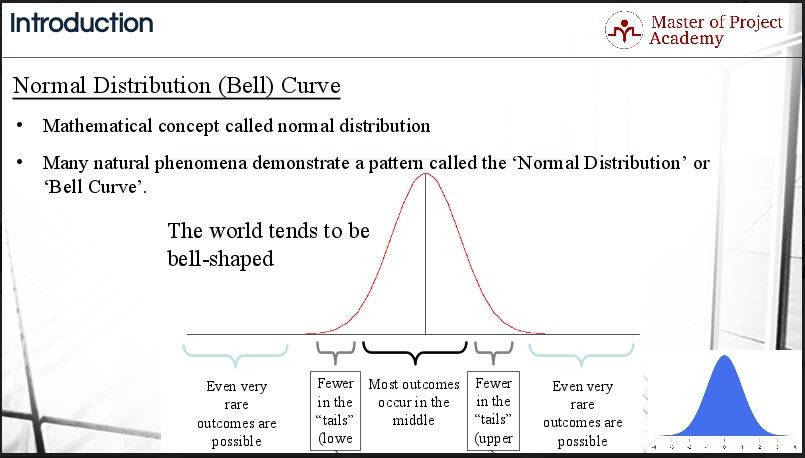 Introduction
Master of Project
Academy
Normal Distribution (Bell) Curve
• Mathematical concept called normal distribution
• Many natural phenomena demonstrate a pattern called the ‘Normal Distribution’ or
‘Bell Curve’.
The world tends to be
bell-shaped
Even very
rare
outcomes are
possible
Fewer
in the
“tails”
(lowe
Most outcomes
occur in the
middle
Fewer
in the
“tails”
(upper
Even very
rare
outcomes are
possible